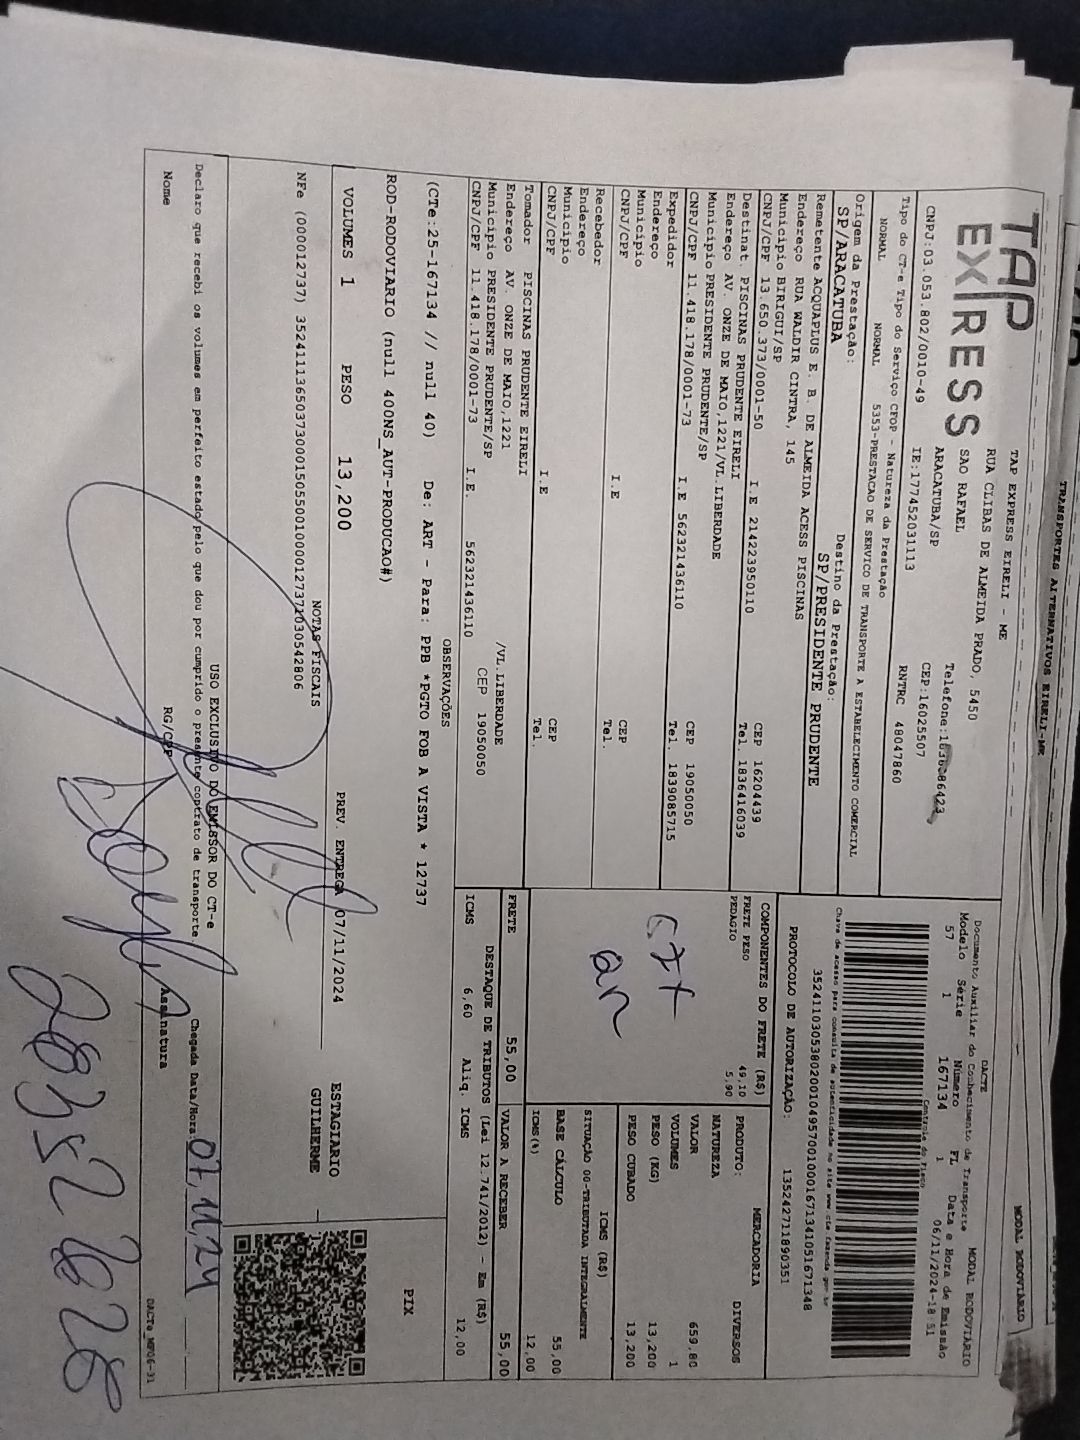 TRANSPORTES ALTERNATIVOS EIRELI-ME
MODAL RODOVIÁRIO
TAP
EXPRESS
TAP EXPRESS EIRELI - ME
RUA CLIBAS DE ALMEIDA PRADO, 5450
SAO RAFAEL
ARACATUBA/SP
CNPJ:03.053.802/0010-49
IE:177452031113
CEP:16025507
RNTRC 48047860
Tipo do CT-e Tipo do Serviço CFOP - Natureza da Prestação
NORMAL NORMAL 5353-PRESTACAO DE SERVICO DE TRANSPORTE A ESTABELECIMENTO COMERCIAL
Origem da Prestação: Destino da Prestação:
SP/ARACATUBA SP/PRESIDENTE PRUDENTE
DACTE
Documento Auxiliar do Conhecimento de Transporte MODAL RODOVIÁRIO
Modelo Série Número FL Data e Hora de Emissão
57 1 167134 1 06/11/2024-18:51
Controle do Fisco
Chave de acesso para consulta de autenticidade no site www.cte.fazenda.gov.br
35241103053802001049570010001671341051671348
PROTOCOLO DE AUTORIZAÇÃO: 135242711890351
Remetente ACQUAPLUS E. B. DE ALMEIDA ACESS PISCINAS
Endereço RUA WALDIR CINTRA, 145
Municipio BIRIGUI/SP CEP 16204439
CNPJ/CPF 13.650.373/0001-50 I.E 214223950110 Tel. 1836416039
Destinat. PISCINAS PRUDENTE EIRELI
Endereço AV. ONZE DE MAIO,1221/VL.LIBERDADE
Municipio PRESIDENTE PRUDENTE/SP CEP 19050050
CNPJ/CPF 11.418.178/0001-73 I.E 562321436110 Tel. 1839085715
Expedidor
Endereço
Municipio CEP
CNPJ/CPF I.E Tel.
Recebedor
Endereço
Municipio CEP
CNPJ/CPF I.E Tel.
Tomador PISCINAS PRUDENTE EIRELI
Endereço AV. ONZE DE MAIO,1221 /VL.LIBERDADE
Municipio PRESIDENTE PRUDENTE/SP CEP 19050050
CNPJ/CPF 11.418.178/0001-73 I.E. 562321436110
COMPONENTES DO FRETE (R$)
FRETE PESO 49,10
PEDAGIO 5,90
PRODUTO: MERCADORIA
NATUREZA DIVERSOS
VALOR 659,80
VOLUMES 1
PESO (KG) 13,200
PESO CUBADO 13,200
ICMS (R$)
SITUAÇÃO 00-TRIBUTADA INTEGRALMENTE
BASE CÁLCULO 55,00
ICMS(%) 12,00
FRETE 55,00 VALOR A RECEBER 55,00
DESTAQUE DE TRIBUTOS (Lei 12.741/2012) - Em (R$)
ICMS 6,60 Aliq. ICMS 12,00
OBSERVAÇÕES
(CTe:25-167134 // null 40) De: ART - Para: PPB *PGTO FOB A VISTA * 12737
ROD-RODOVIARIO (null 400NS_AUT-PRODUCAO#)
PIX
VOLUMES 1 PESO 13,200 PREV. ENTREGA 07/11/2024 ESTAGIARIO
GUILHERME
NOTAS FISCAIS
NFe (000012737) 35241113650373000150550010000127371030542806
USO EXCLUSIVO DO EMISSOR DO CT-e
Declaro que recebi os volumes em perfeito estado pelo que dou por cumprido o presente contrato de transporte. Chegada Data/Hora: 07,11,24
Nome RG/CPF Assinatura
DACTe MP06-31